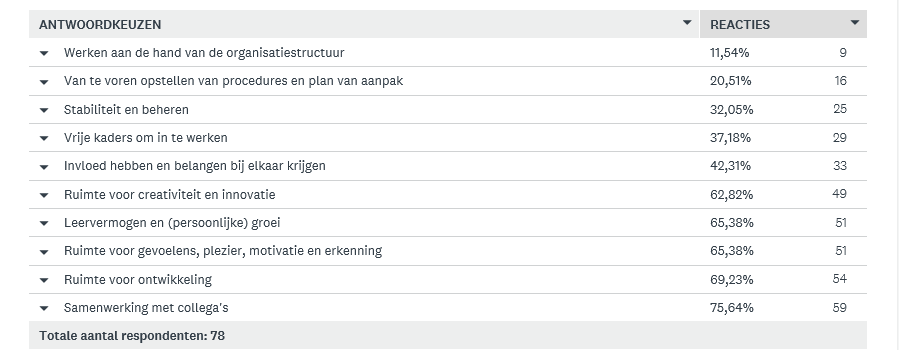 ANTWOORDKEUZEN REACTIES
Werken aan de hand van de organisatiestructuur 11,54% 9
Van te voren opstellen van procedures en plan van aanpak 20,51% 16
Stabiliteit en beheren 32,05% 25
Vrije kaders om in te werken 37,18% 29
Invloed hebben en belangen bij elkaar krijgen 42,31% 33
Ruimte voor creativiteit en innovatie 62,82% 49
Leervermogen en (persoonlijke) groei 65,38% 51
Ruimte voor gevoelens, plezier, motivatie en erkenning 65,38% 51
Ruimte voor ontwikkeling 69,23% 54
Samenwerking met collega's 75,64% 59
Totale aantal respondenten: 78